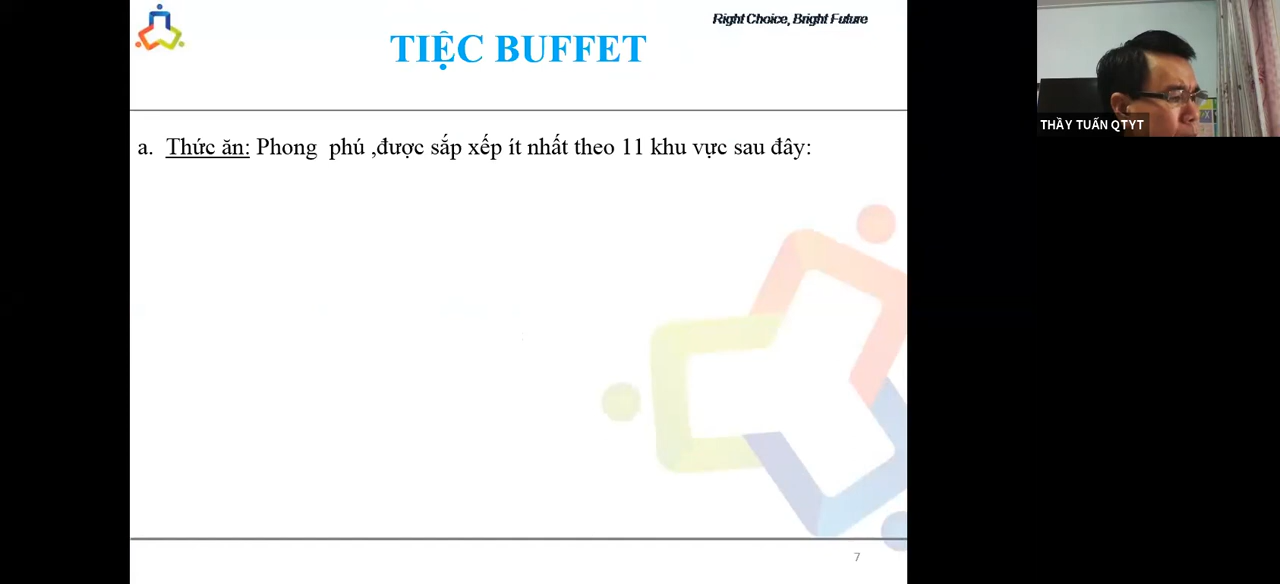 Right Choice, Bright Future
TIỆC BUFFET
THẦY TUẤN QTYT
a. Thức ăn: Phong phú ,được sắp xếp ít nhất theo 11 khu vực sau đây:
7